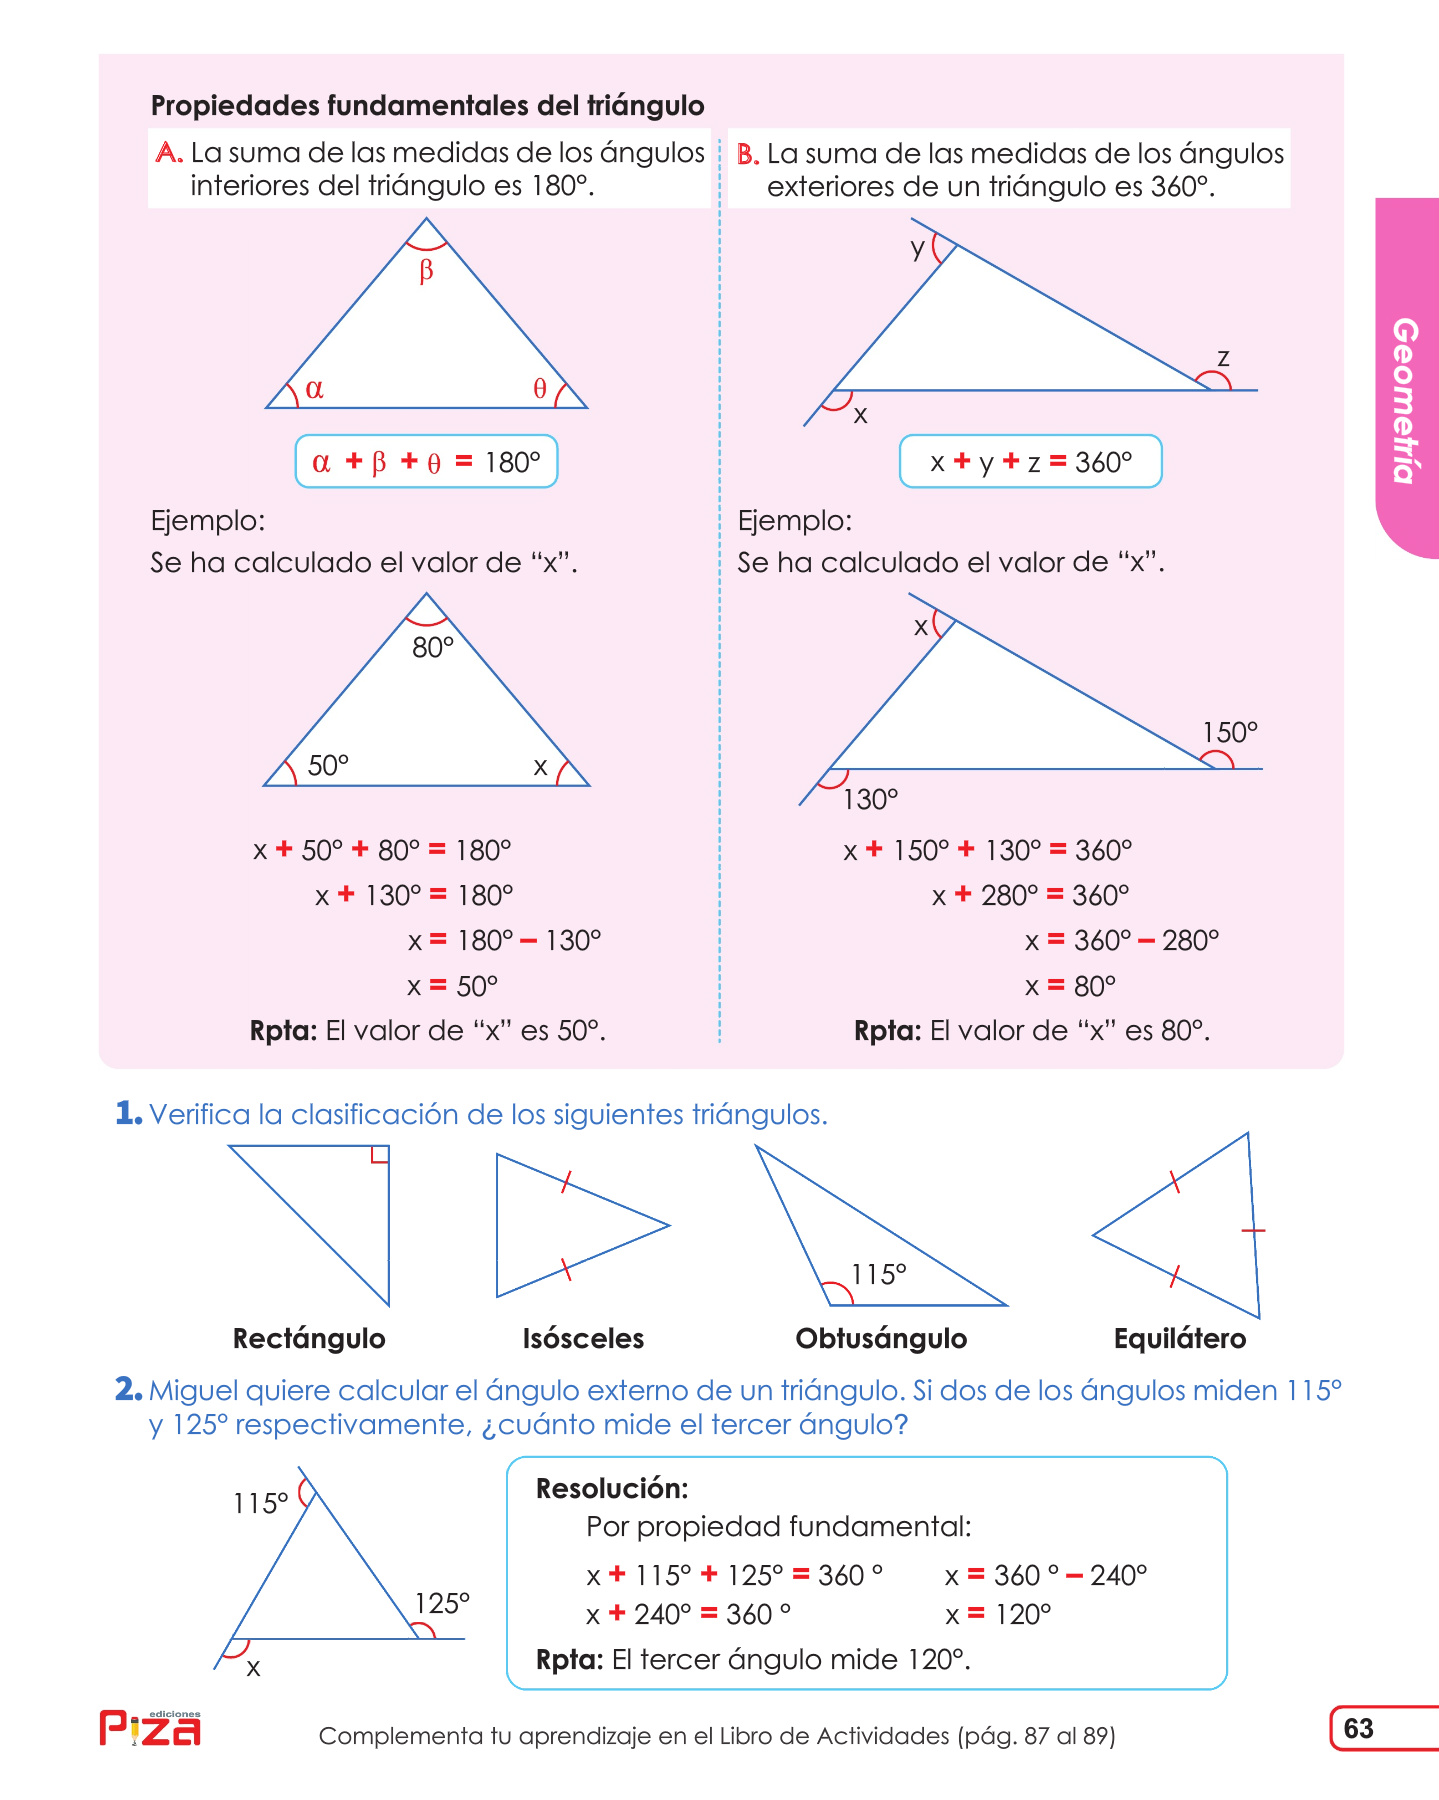 Propiedades fundamentales del triángulo
A. La suma de las medidas de los ángulos
interiores del triángulo es 180°.
β
α
θ
α + β + θ = 180°
Ejemplo:
Se ha calculado el valor de “x”.
80°
50°
x
x + 50° + 80° = 180°
x + 130° = 180°
x = 180° – 130°
x = 50°
Rpta: El valor de “x” es 50°.
B. La suma de las medidas de los ángulos
exteriores de un triángulo es 360°.
y
z
x
x + y + z = 360°
Ejemplo:
Se ha calculado el valor de “x”.
x
150°
130°
x + 150° + 130° = 360°
x + 280° = 360°
x = 360° – 280°
x = 80°
Rpta: El valor de “x” es 80°.
Geometría
1. Verifica la clasificación de los siguientes triángulos.
115°
Rectángulo
Isósceles
Obtusángulo
Equilátero
2. Miguel quiere calcular el ángulo externo de un triángulo. Si dos de los ángulos miden 115°
y 125° respectivamente, ¿cuánto mide el tercer ángulo?
115°
125°
x
Resolución:
Por propiedad fundamental:
x + 115° + 125° = 360 °
x = 360 ° – 240°
x + 240° = 360 °
x = 120°
Rpta: El tercer ángulo mide 120°.
ediciones
Piza
Complementa tu aprendizaje en el Libro de Actividades (pág. 87 al 89)
63